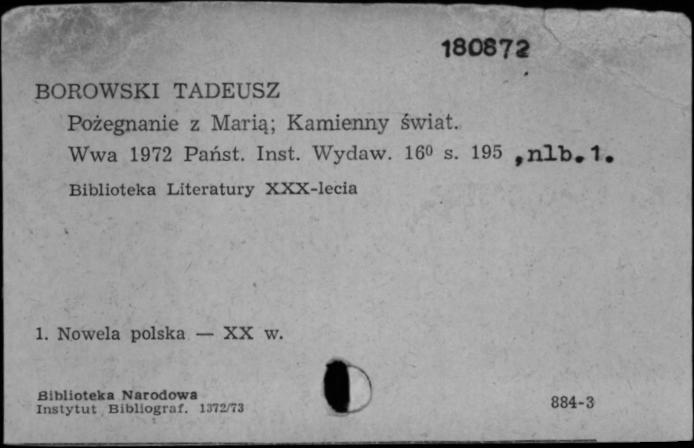 180872
BOROWSKI TADEUSZ
Pożegnanie z Marią; Kamienny świat.
Wwa 1972 Państ. Inst. Wydaw. 16⁰ s. 195 ,nlb.1.
Biblioteka Literatury XXX-lecia
1. Nowela polska — XX w.
Biblioteka Narodowa
Instytut Bibliograf. 1372/73
884-3